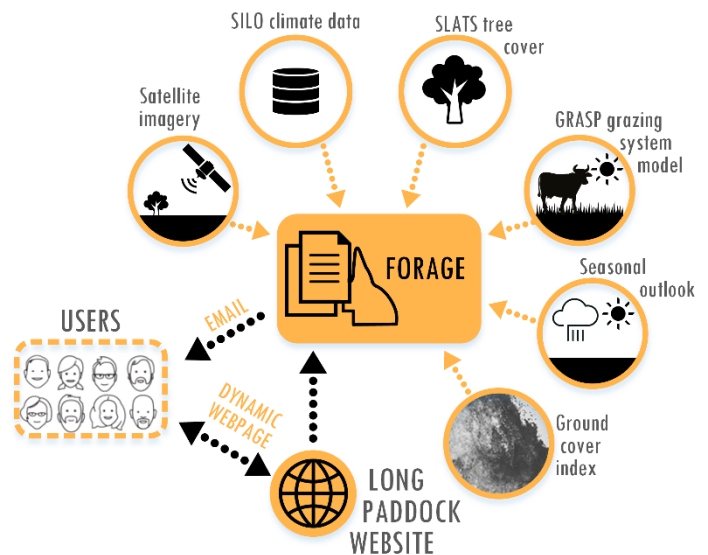 SILO climate data
SLATS tree
cover
Satellite
imagery
GRASP grazing
system
model
FORAGE
Seasonal
outlook
USERS
EMAIL
DYNAMIC
WEBPAGE
Ground
cover
index
LONG
PADDOCK
WEBSITE